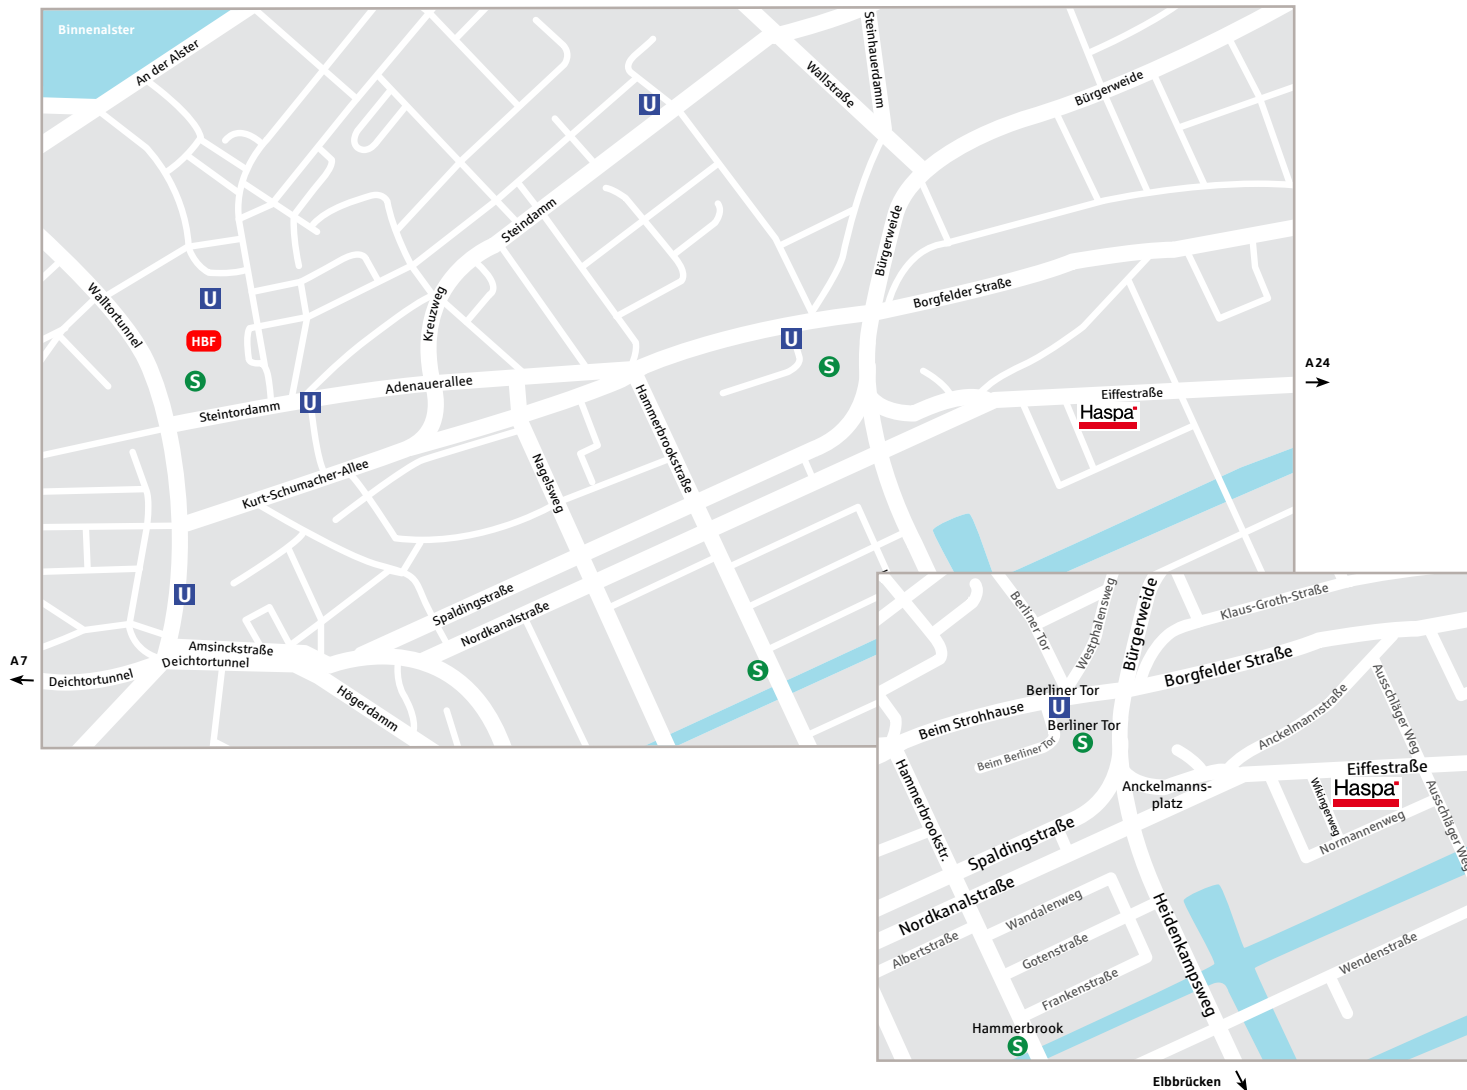 Binnenalster
An der Alster
Steinhauerdamm
Wallstraße
Bürgerweide
U
Steindamm
Bürgerweide
Walltortunnel
U
Kreuzweg
Borgfelder Straße
HBF
U
S
S
A24
Adenauerallee
Eiffestraße
Steintordamm
U
Haspa
Hammerbrookstraße
Kurt-Schumacher-Allee
Nagelsweg
U
Spaldingstraße
Nordkanalstraße
Amsinckstraße
Deichtortunnel
A7
Deichtortunnel
S
Högerdamm
Berliner Tor
Westphalensweg
Bürgerweide
Klaus-Groth-Straße
Borgfelder Straße
Berliner Tor
U
Berliner Tor
S
Beim Strohhause
Beim Berliner Tor
Anckelmannstraße
Ausschläger Weg
Hammerbrookstr.
Anckelmanns-
platz
Eiffestraße
Haspa
Wikingerweg
Normannenweg
Ausschläger Weg
Spaldingstraße
Nordkanalstraße
Albertstraße
Wandalenweg
Gotenstraße
Frankenstraße
Heidenkampsweg
Wendenstraße
Hammerbrook
S
Elbbrücken